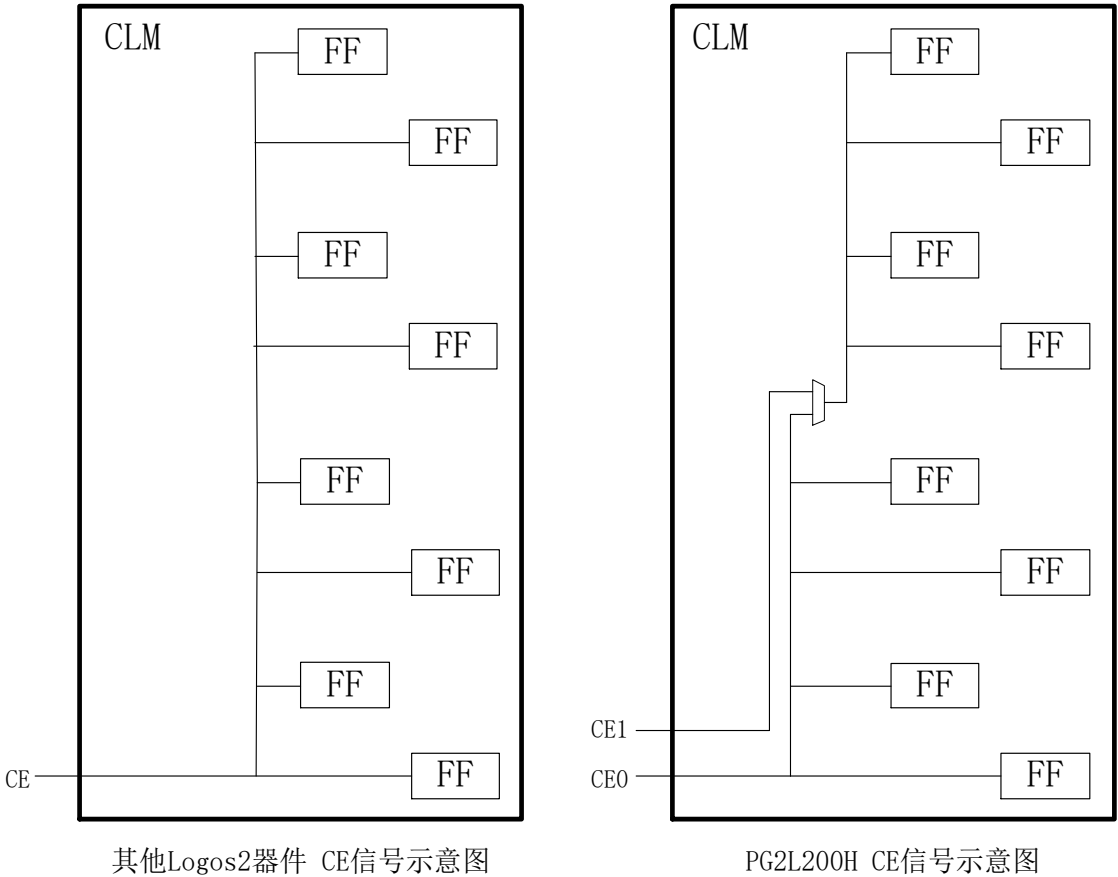 CLM
FF
FF
FF
FF
FF
FF
FF
FF
CE
其他Logos2器件 CE信号示意图
CLM
FF
FF
FF
FF
FF
FF
FF
FF
CE1
CE0
PG2L200H CE信号示意图